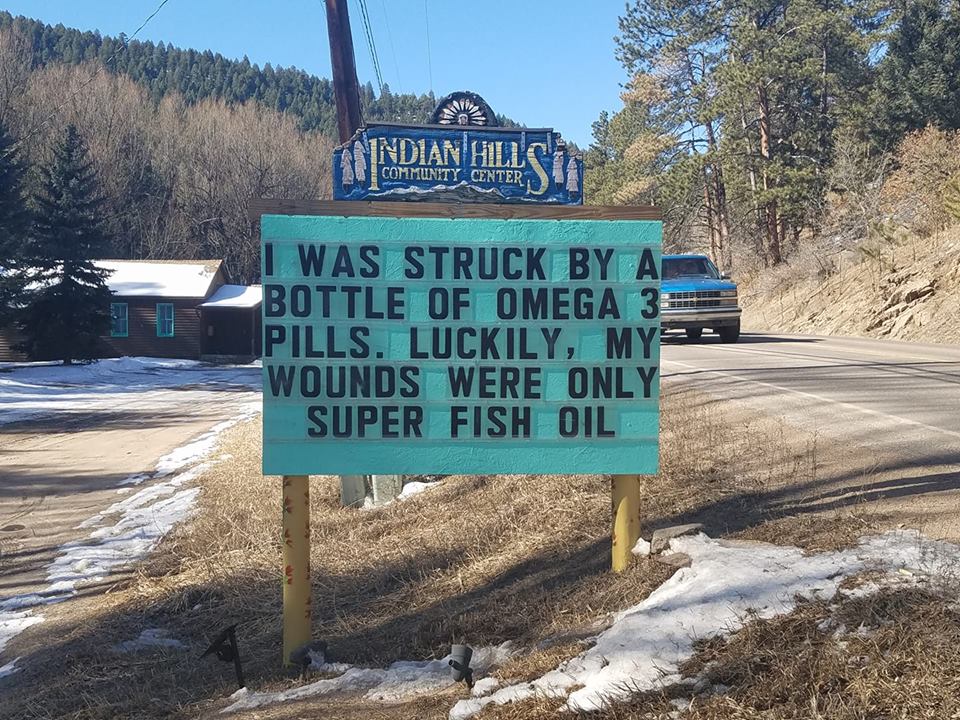 INDIAN HILLS
COMMUNITY CENTER
I WAS STRUCK BY A
BOTTLE OF OMEGA 3
PILLS. LUCKILY, MY
WOUNDS WERE ONLY
SUPER FISH OIL